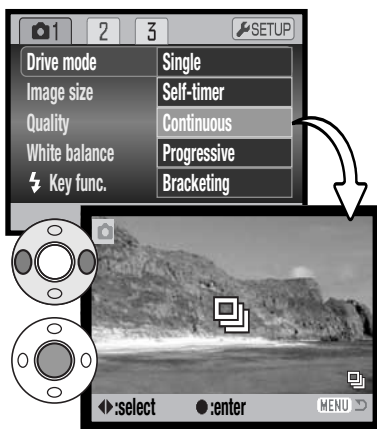 1 2 3 SETUP
Drive mode Single
Image size Self-timer
Quality Continuous
White balance Progressive
Key func. Bracketing
:select :enter MENU